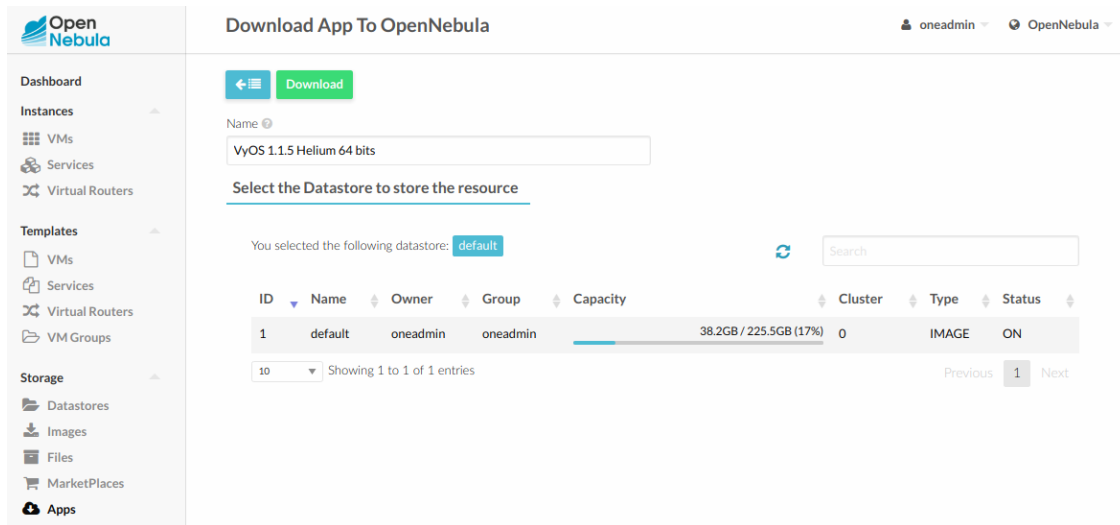 Open
Nebula
Download App To OpenNebula
oneadmin
OpenNebula
Dashboard
Instances
VMs
Services
Virtual Routers
Templates
VMs
Services
Virtual Routers
VM Groups
Storage
Datastores
Images
Files
MarketPlaces
Apps
Download
Name
VyOS 1.1.5 Helium 64 bits
Select the Datastore to store the resource
You selected the following datastore: default
Search
ID Name Owner Group Capacity Cluster Type Status
1 default oneadmin oneadmin 38.2GB / 225.5GB (17%) 0 IMAGE ON
10 Showing 1 to 1 of 1 entries
Previous 1 Next